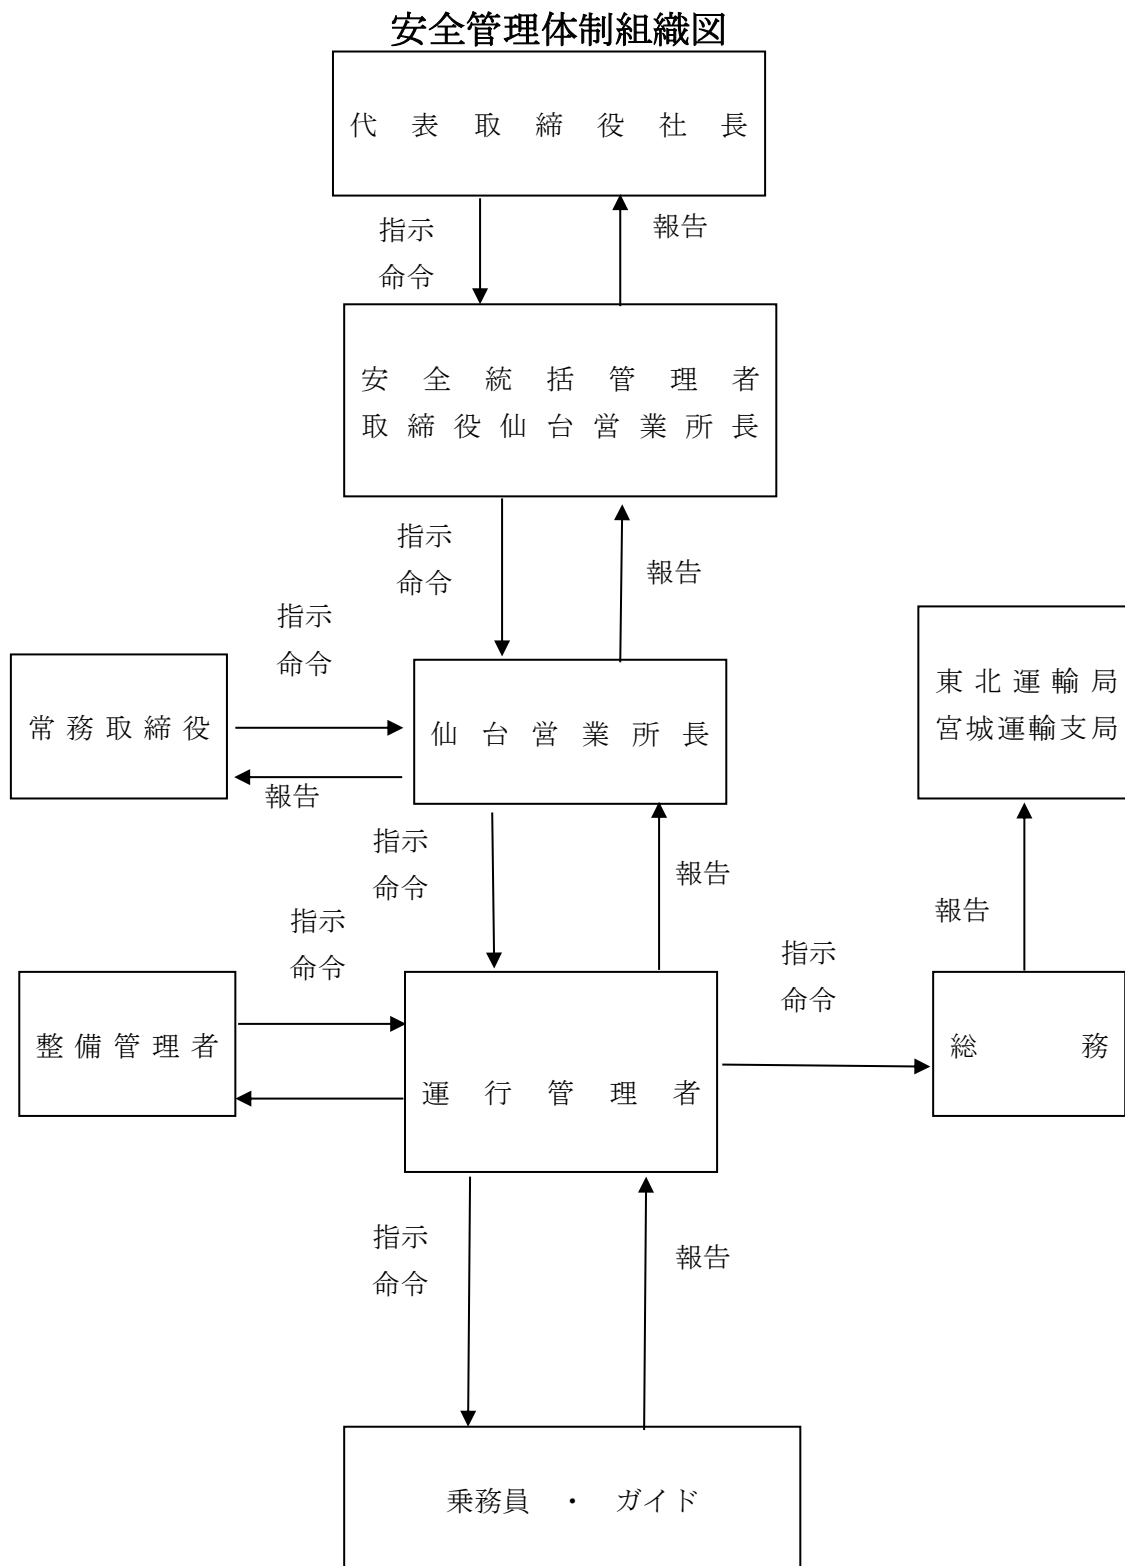 安全管理体制組織図
代表取締役社長
指示
命令
報告
安全統括管理者
取締役仙台営業所長
指示
命令
報告
指示
命令
常務取締役
仙台営業所長
東北運輸局
宮城運輸支局
報告
指示
命令
報告
報告
指示
命令
指示
命令
整備管理者
運行管理者
総務
指示
命令
報告
乗務員 ・ ガイド